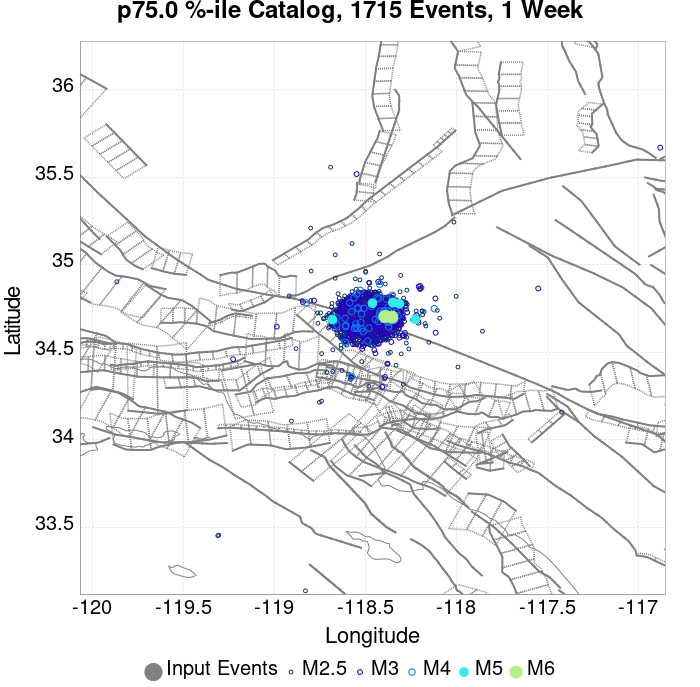 p75.0 %-ile Catalog, 1715 Events, 1 Week
36
35.5
35
34.5
34
33.5
Latitude
-120 -119.5 -119 -118.5 -118 -117.5 -117
Longitude
Input Events M2.5 M3 M4 M5 M6